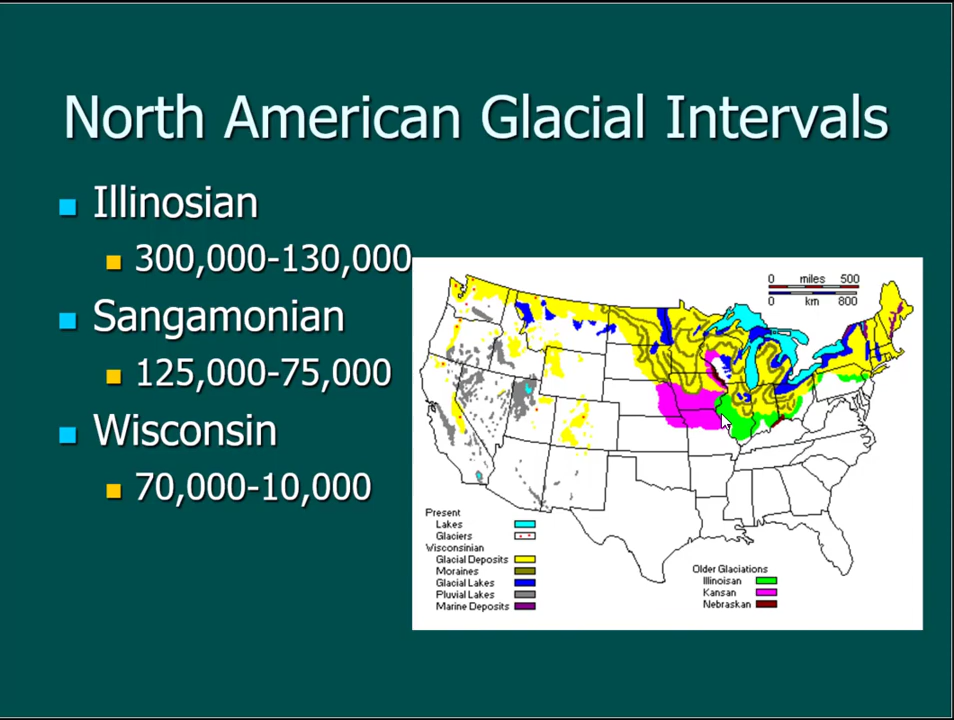 North American Glacial Intervals
Illinosian
300,000-130,000
Sangamonian
125,000-75,000
Wisconsin
70,000-10,000
0 miles 500
0 km 800
Present
Lakes
Glaciers
Wisconsinian
Glacial Deposits
Moraines
Glacial Lakes
Pluvial Lakes
Marine Deposits
Older Glaciations
Illinoisan
Kansan
Nebraskan